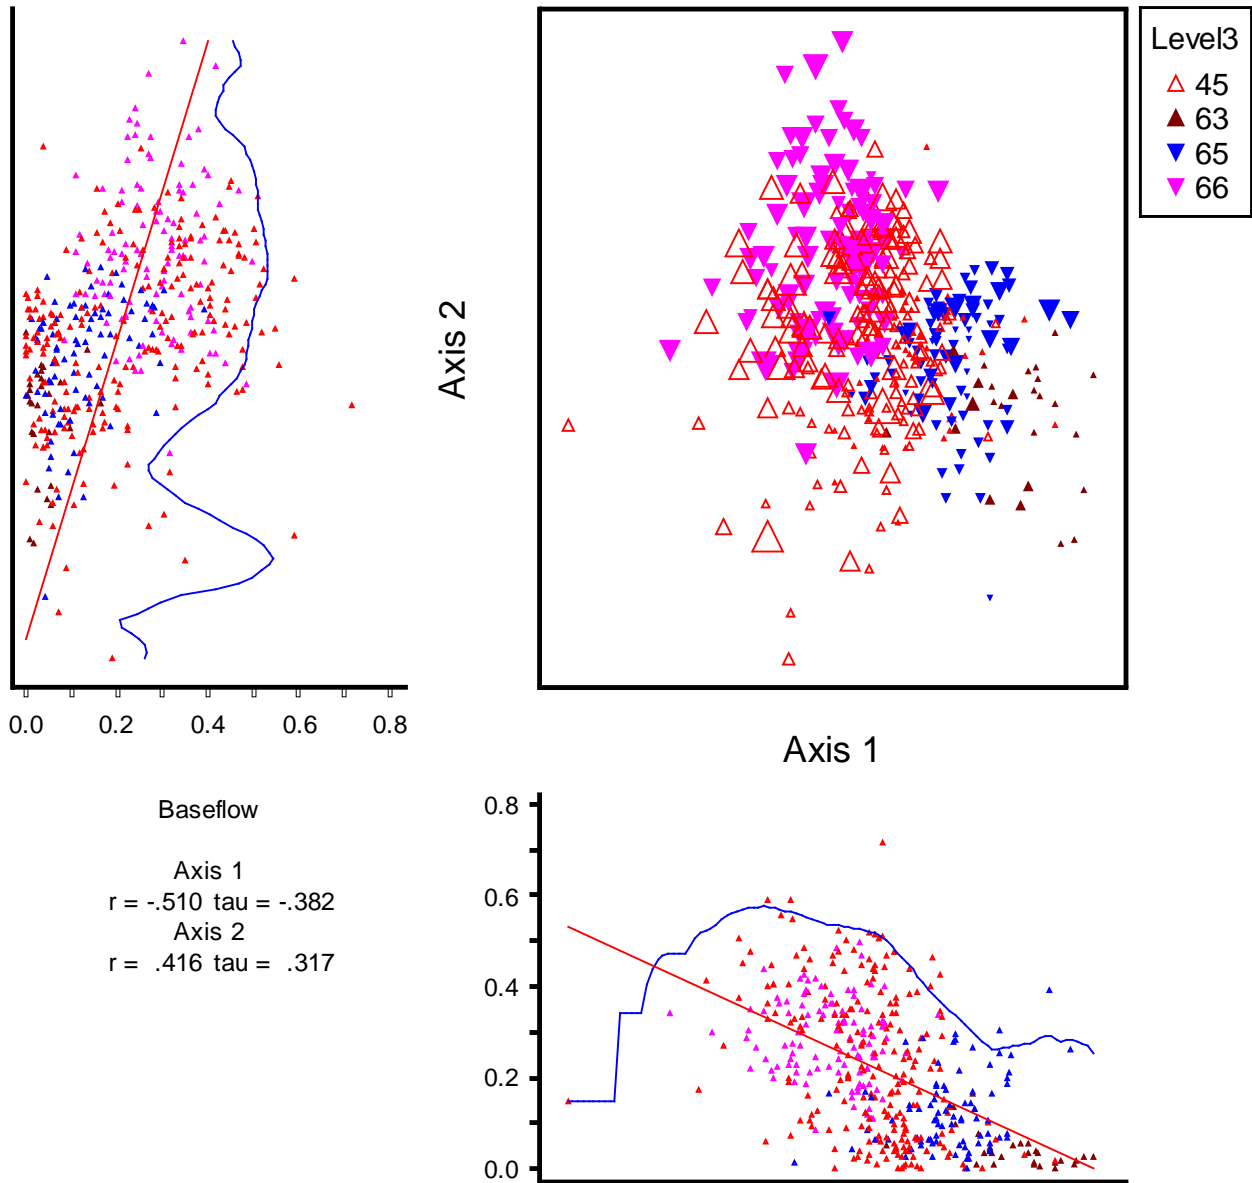 Level3
45
63
65
66
Axis 2
0.0 0.2 0.4 0.6 0.8
Axis 1
Baseflow
Axis 1
r = -.510 tau = -.382
Axis 2
r = .416 tau = .317
0.8
0.6
0.4
0.2
0.0